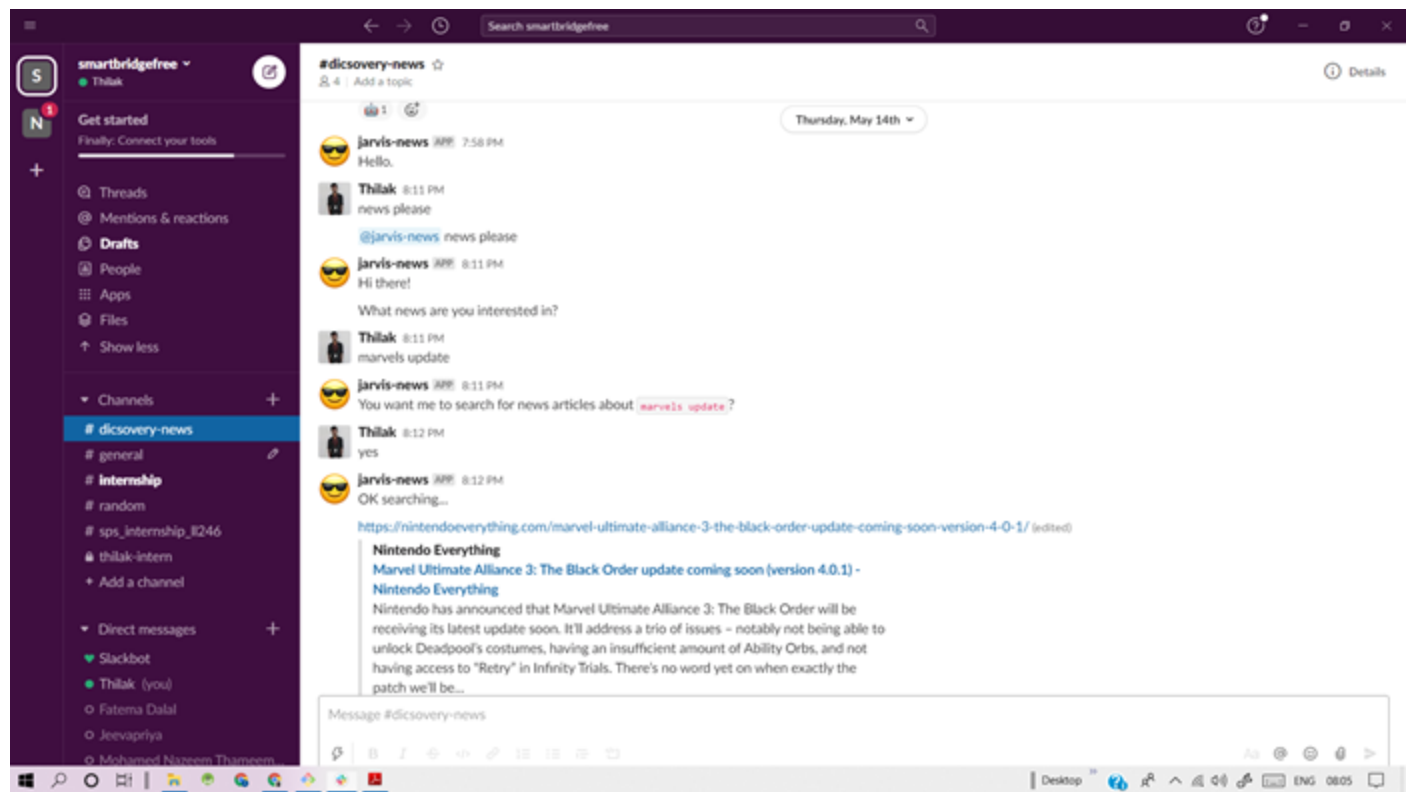 Search smartbridgefree
S
smartbridgefree
Thilak
N
1
Get started
Finally: Connect your tools
Threads
Mentions & reactions
Drafts
People
Apps
Files
Show less
Channels
# dicsovery-news
# general
# internship
# random
# sps_internship_ll246
thilak-intern
+ Add a channel
Direct messages
Slackbot
Thilak (you)
Fatema Dalal
Jeevapriya
Mohamed Nazeem Thameem...
#dicsovery-news
4 | Add a topic
Details
1
Thursday, May 14th
jarvis-news APP 7:58 PM
Hello.
Thilak 8:11 PM
news please
@jarvis-news news please
jarvis-news APP 8:11 PM
Hi there!
What news are you interested in?
Thilak 8:11 PM
marvels update
jarvis-news APP 8:11 PM
You want me to search for news articles about marvels update?
Thilak 8:12 PM
yes
jarvis-news APP 8:12 PM
OK searching...
https://nintendoeverything.com/marvel-ultimate-alliance-3-the-black-order-update-coming-soon-version-4-0-1/ (edited)
Nintendo Everything
Marvel Ultimate Alliance 3: The Black Order update coming soon (version 4.0.1) -
Nintendo Everything
Nintendo has announced that Marvel Ultimate Alliance 3: The Black Order will be
receiving its latest update soon. It'll address a trio of issues – notably not being able to
unlock Deadpool's costumes, having an insufficient amount of Ability Orbs, and not
having access to "Retry" in Infinity Trials. There's no word yet on when exactly the
patch we'll be...
Message #dicsovery-news
B I S </> Aa @
Desktop
ENG 08:05